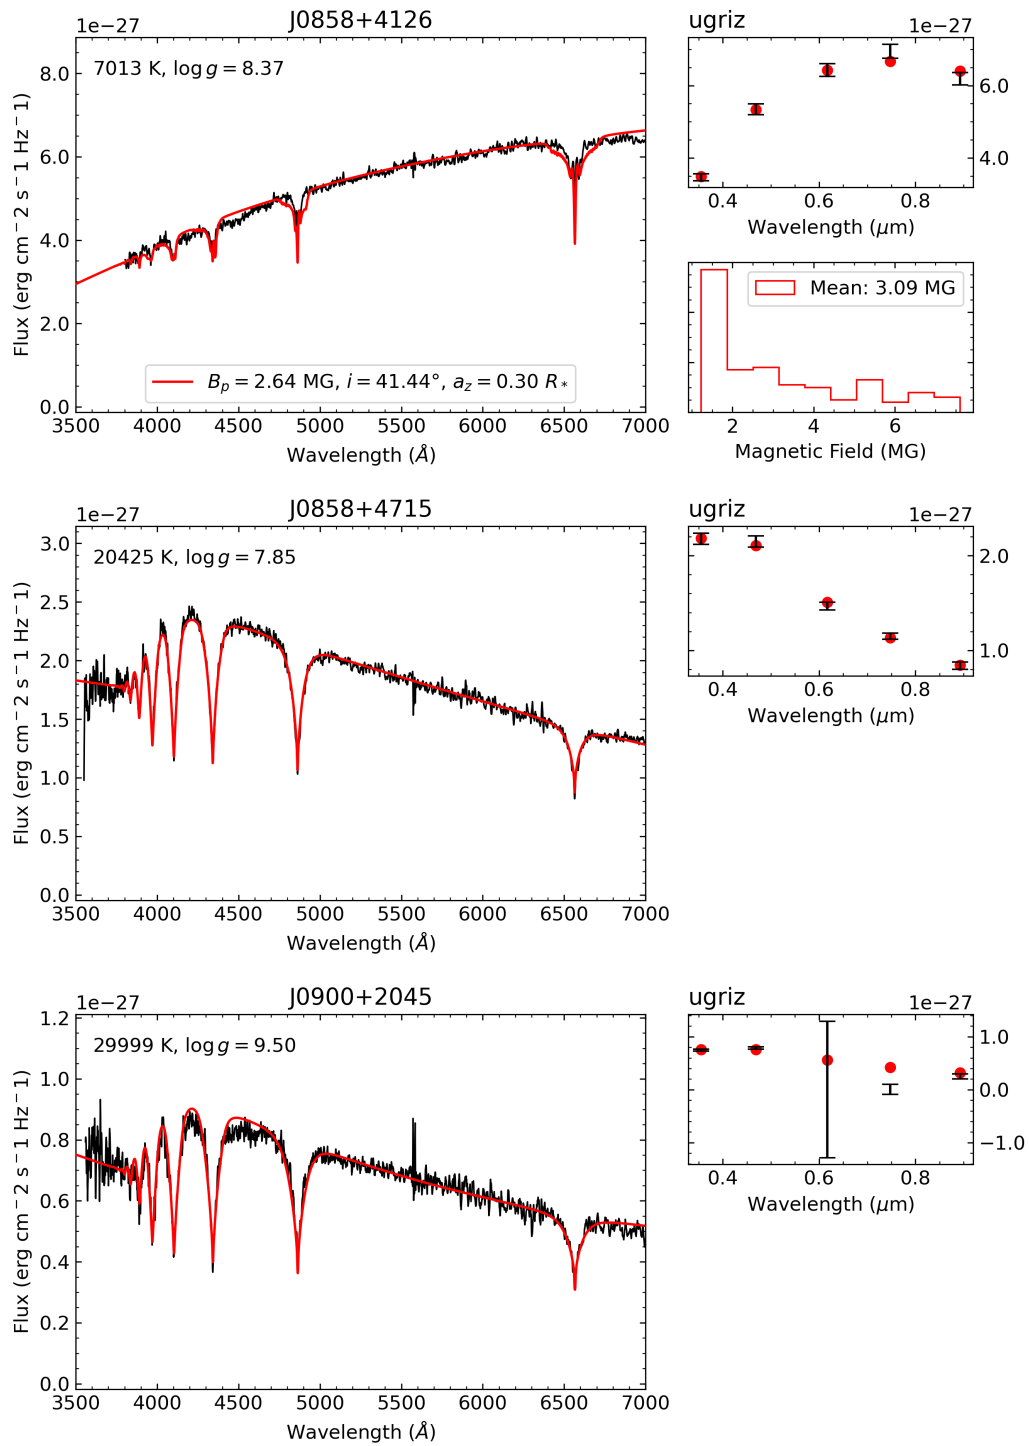 1e−27
J0858+4126
7013 K, log g = 8.37
8.0
6.0
4.0
2.0
0.0
Flux (erg cm−2 s−1 Hz−1)
B_p = 2.64 MG, i = 41.44°, a_z = 0.30 R_*
3500 4000 4500 5000 5500 6000 6500 7000
Wavelength (Å)
ugriz
1e−27
6.0
4.0
0.4 0.6 0.8
Wavelength (μm)
Mean: 3.09 MG
2 4 6
Magnetic Field (MG)
1e−27
J0858+4715
20425 K, log g = 7.85
3.0
2.5
2.0
1.5
1.0
0.5
0.0
Flux (erg cm−2 s−1 Hz−1)
3500 4000 4500 5000 5500 6000 6500 7000
Wavelength (Å)
ugriz
1e−27
2.0
1.0
0.4 0.6 0.8
Wavelength (μm)
1e−27
J0900+2045
29999 K, log g = 9.50
1.2
1.0
0.8
0.6
0.4
0.2
0.0
Flux (erg cm−2 s−1 Hz−1)
3500 4000 4500 5000 5500 6000 6500 7000
Wavelength (Å)
ugriz
1e−27
1.0
0.0
−1.0
0.4 0.6 0.8
Wavelength (μm)